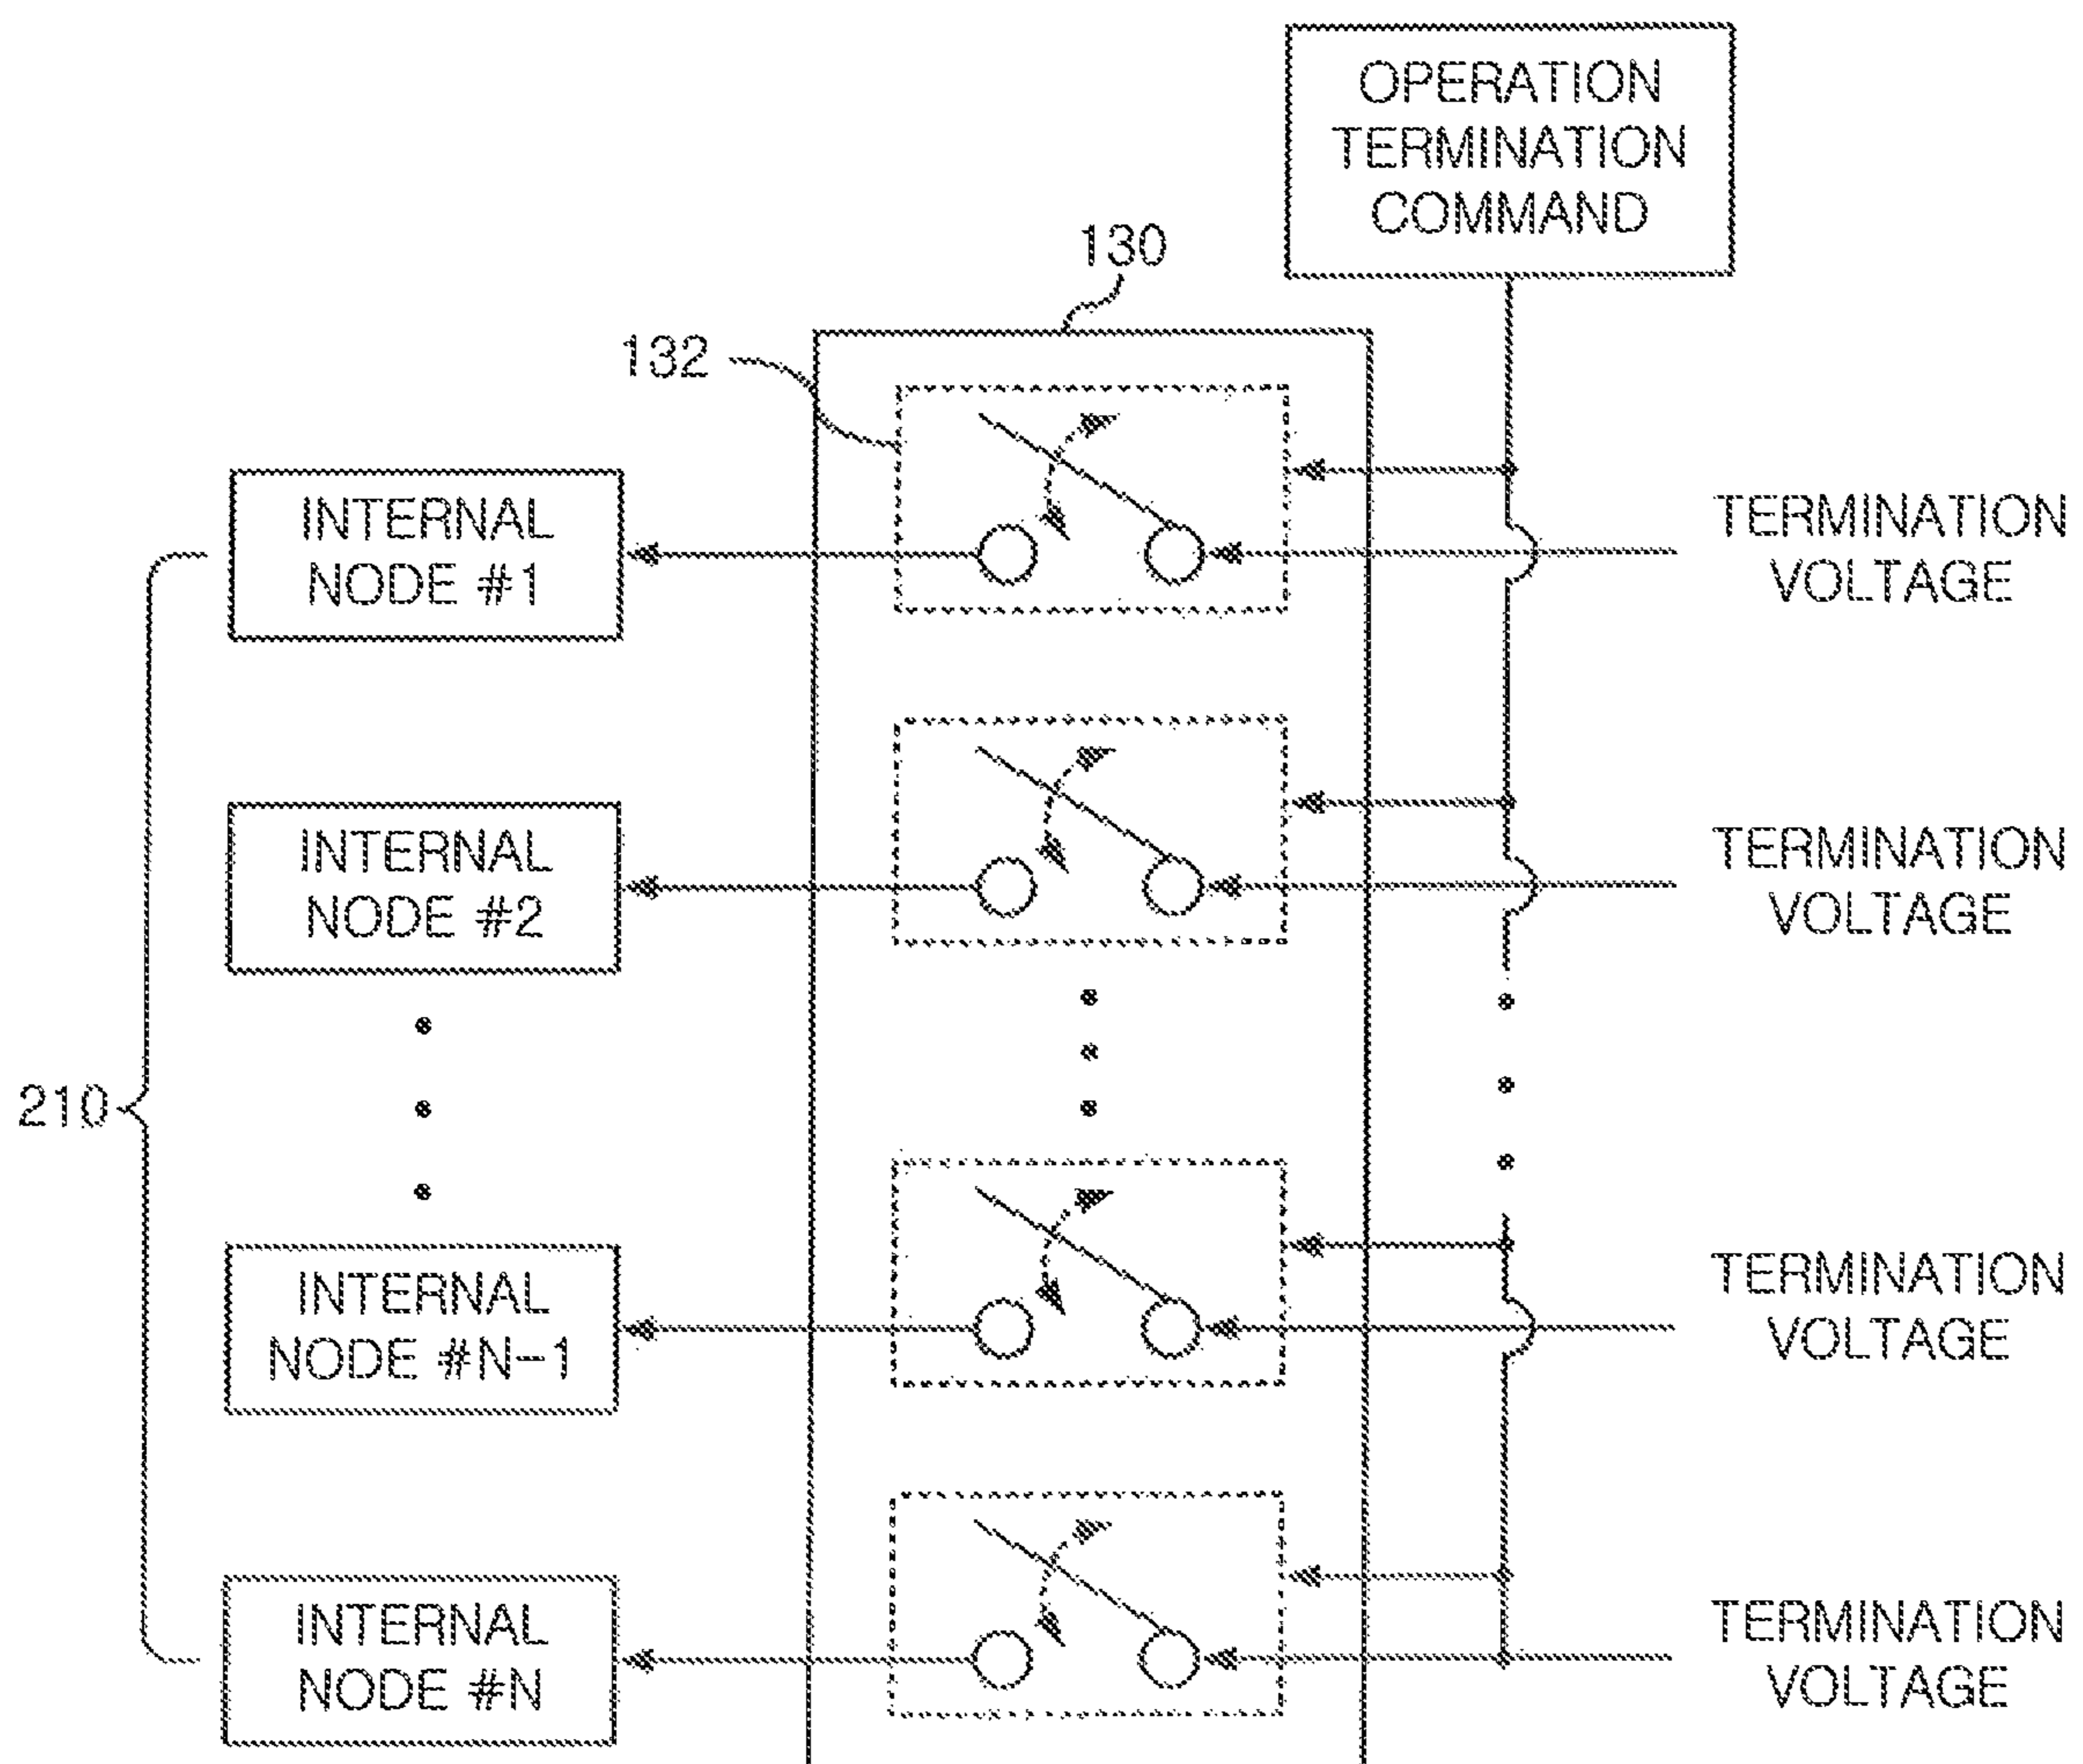 OPERATION
TERMINATION
COMMAND
130
132
INTERNAL
NODE #1
TERMINATION
VOLTAGE
INTERNAL
NODE #2
TERMINATION
VOLTAGE
210
INTERNAL
NODE #N-1
TERMINATION
VOLTAGE
INTERNAL
NODE #N
TERMINATION
VOLTAGE